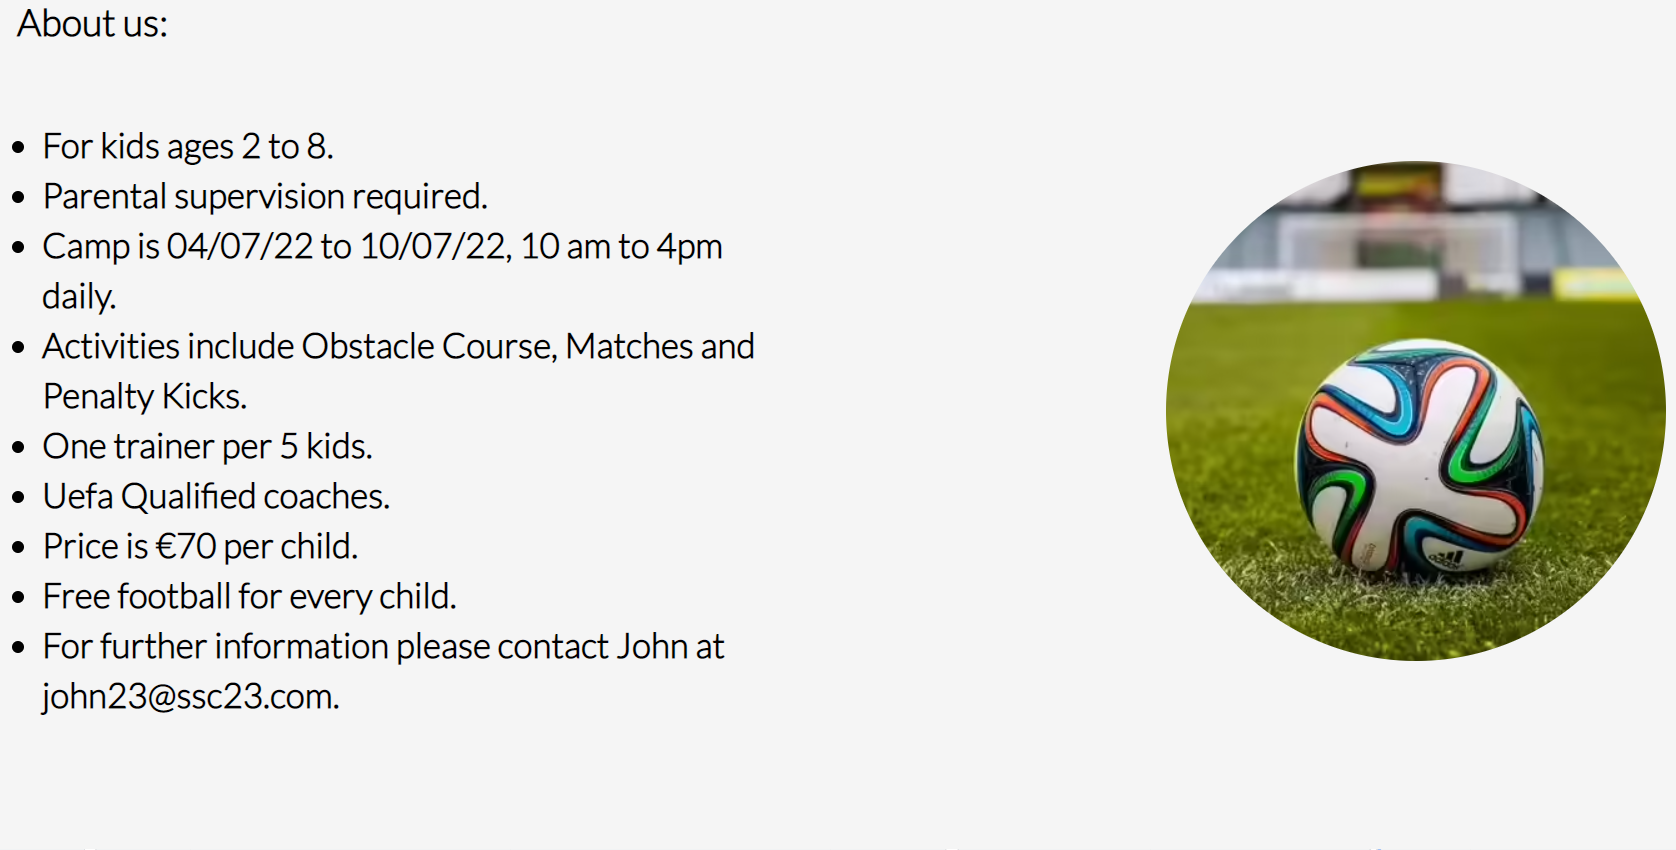 About us:
For kids ages 2 to 8.
Parental supervision required.
Camp is 04/07/22 to 10/07/22, 10 am to 4pm
daily.
Activities include Obstacle Course, Matches and
Penalty Kicks.
One trainer per 5 kids.
Uefa Qualified coaches.
Price is €70 per child.
Free football for every child.
For further information please contact John at
john23@ssc23.com.
adidas